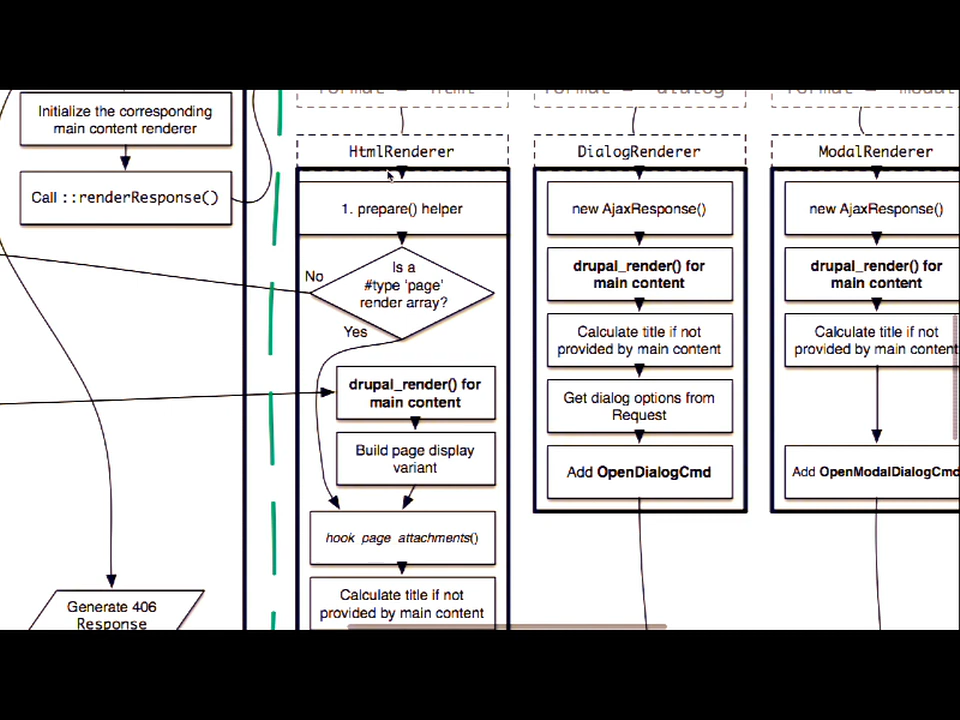 Initialize the corresponding
main content renderer
Call ::renderResponse()
Generate 406
Response
HtmlRenderer
1. prepare() helper
Is a
#type 'page'
render array?
No
Yes
drupal_render() for
main content
Build page display
variant
hook page attachments()
Calculate title if not
provided by main content
DialogRenderer
new AjaxResponse()
drupal_render() for
main content
Calculate title if not
provided by main content
Get dialog options from
Request
Add OpenDialogCmd
ModalRenderer
new AjaxResponse()
drupal_render() for
main content
Calculate title if not
provided by main content
Add OpenModalDialogCmd